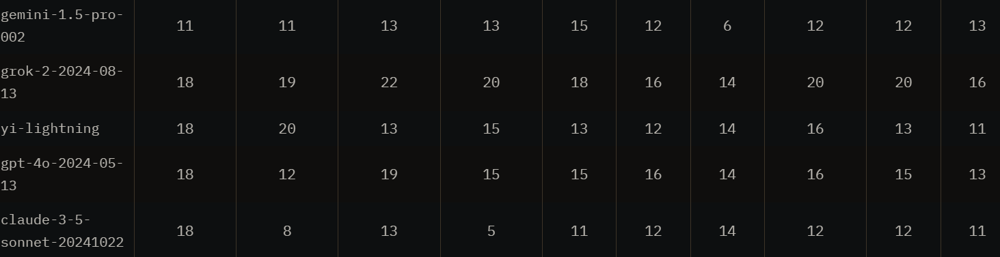 gemini-1.5-pro-
002 11 11 13 13 15 12 6 12 12 13
grok-2-2024-08-
13 18 19 22 20 18 16 14 20 20 16
yi-lightning 18 20 13 15 13 12 14 16 13 11
gpt-4o-2024-05-
13 18 12 19 15 15 16 14 16 15 13
claude-3-5-
sonnet-20241022 18 8 13 5 11 12 14 12 12 11